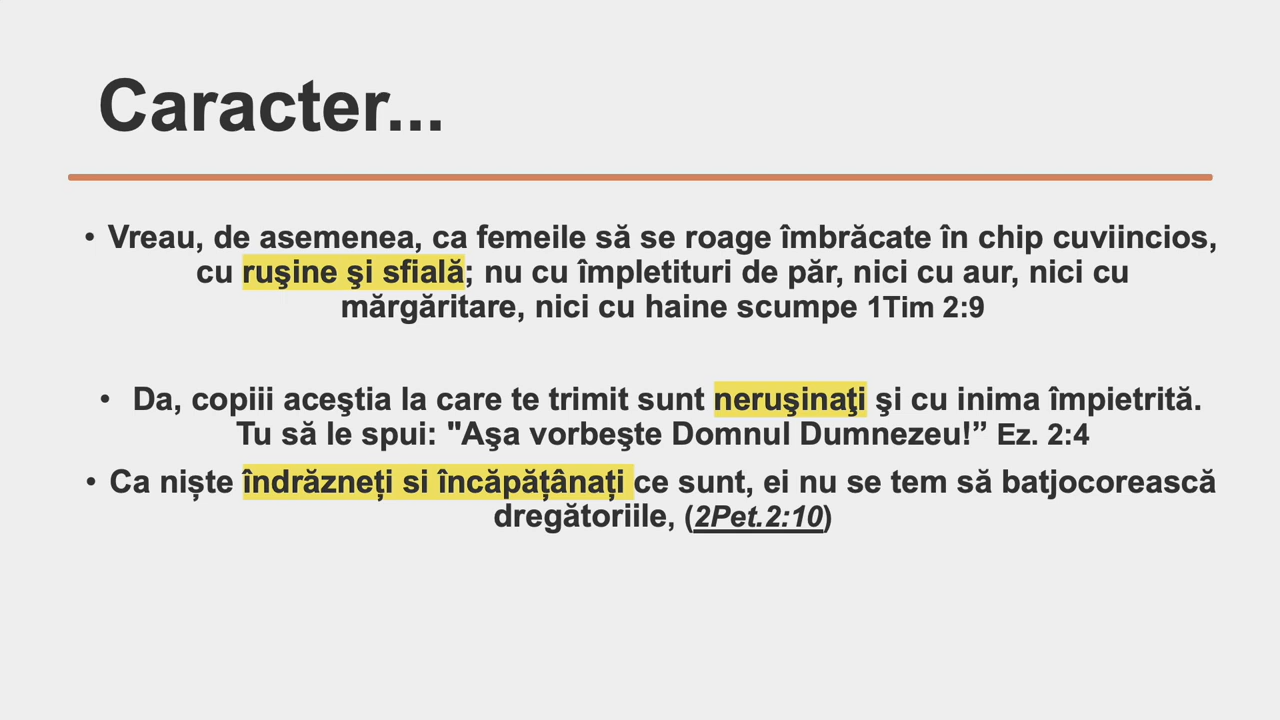 Caracter...
• Vreau, de asemenea, ca femeile să se roage îmbrăcate în chip cuviincios,
cu ruşine şi sfială; nu cu împletituri de păr, nici cu aur, nici cu
mărgăritare, nici cu haine scumpe 1Tim 2:9
• Da, copiii aceştia la care te trimit sunt neruşinaţi şi cu inima împietrită.
Tu să le spui: "Aşa vorbeşte Domnul Dumnezeu!” Ez. 2:4
• Ca niște îndrăzneți si încăpățânați ce sunt, ei nu se tem să batjocorească
dregătoriile, (2Pet.2:10)